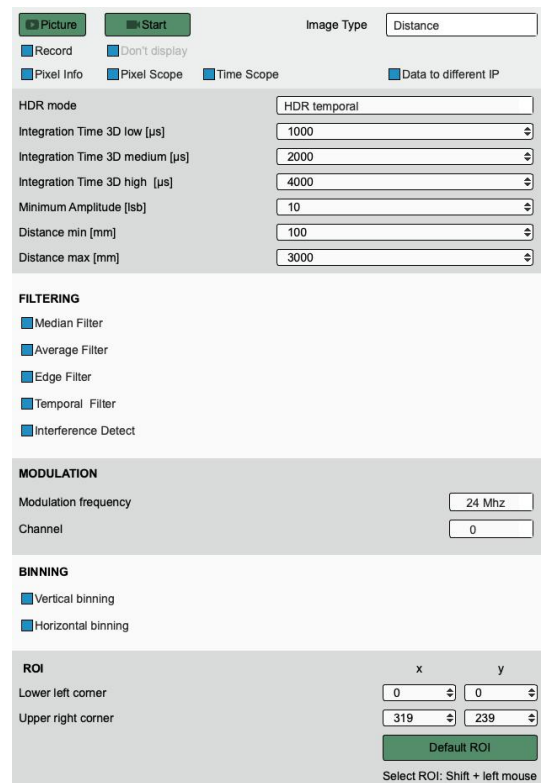 Picture Start Image Type Distance
Record Don't display
Pixel Info Pixel Scope Time Scope Data to different IP
HDR mode HDR temporal
Integration Time 3D low [µs] 1000
Integration Time 3D medium [µs] 2000
Integration Time 3D high [µs] 4000
Minimum Amplitude [lsb] 10
Distance min [mm] 100
Distance max [mm] 3000
FILTERING
Median Filter
Average Filter
Edge Filter
Temporal Filter
Interference Detect
MODULATION
Modulation frequency 24 Mhz
Channel 0
BINNING
Vertical binning
Horizontal binning
ROI x y
Lower left corner 0 0
Upper right corner 319 239
Default ROI
Select ROI: Shift + left mouse